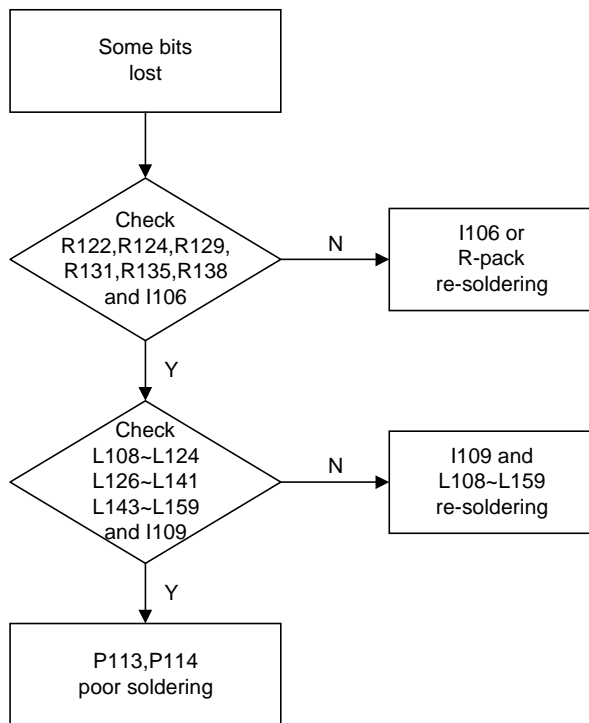 Some bits
lost
Check
R122,R124,R129,
R131,R135,R138
and I106
N
I106 or
R-pack
re-soldering
Y
Check
L108~L124
L126~L141
L143~L159
and I109
N
I109 and
L108~L159
re-soldering
Y
P113,P114
poor soldering